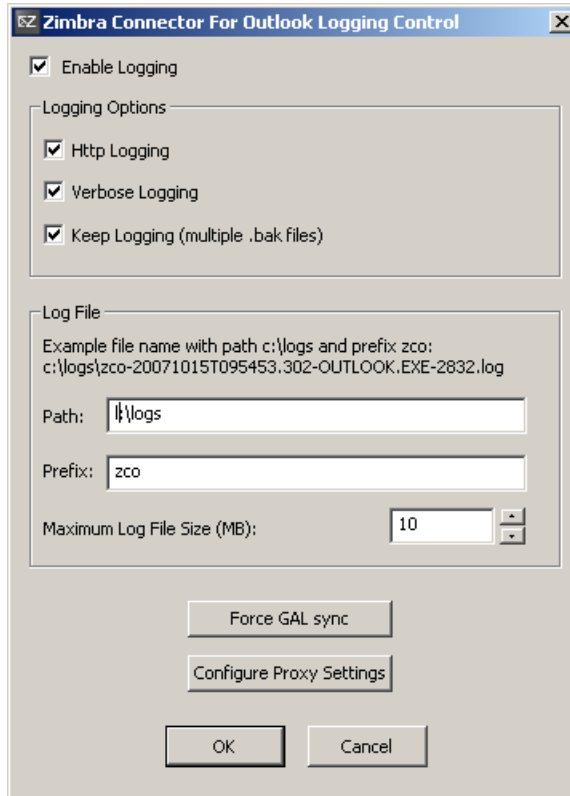 Zimbra Connector For Outlook Logging Control
Enable Logging
Logging Options
Http Logging
Verbose Logging
Keep Logging (multiple .bak files)
Log File
Example file name with path c:\logs and prefix zco:
c:\logs\zco-20071015T095453.302-OUTLOOK.EXE-2832.log
Path: l:\logs
Prefix: zco
Maximum Log File Size (MB): 10
Force GAL sync
Configure Proxy Settings
OK Cancel